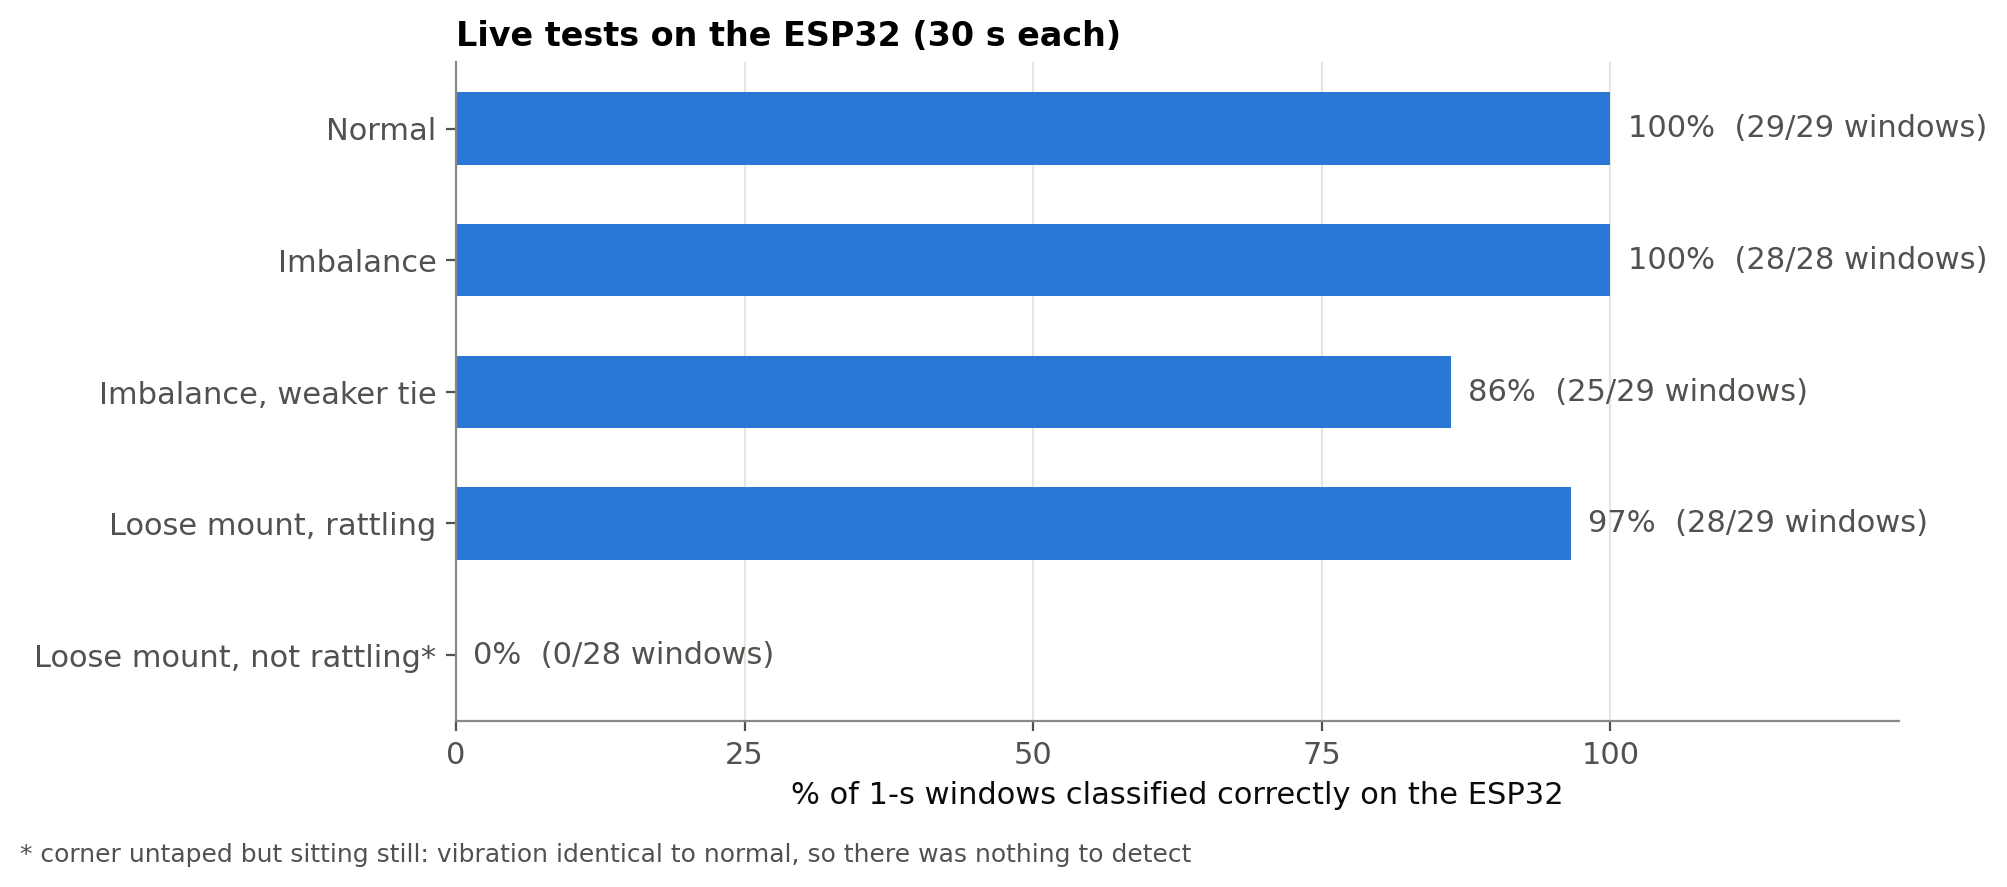 Live tests on the ESP32 (30 s each)
Normal
100%  (29/29 windows)
Imbalance
100%  (28/28 windows)
Imbalance, weaker tie
86%  (25/29 windows)
Loose mount, rattling
97%  (28/29 windows)
Loose mount, not rattling*
0%  (0/28 windows)
0 25 50 75 100
% of 1-s windows classified correctly on the ESP32
* corner untaped but sitting still: vibration identical to normal, so there was nothing to detect